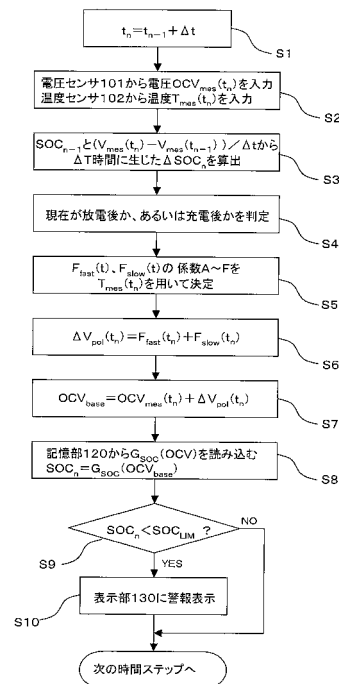 tn=tn-1+Δt
S1
電圧センサ101から電圧OCVmes(tn)を入力
温度センサ102から温度Tmes(tn)を入力
S2
SOCn-1と(Vmes(tn)-Vmes(tn-1))/Δtから
ΔT時間に生じたΔSOCnを算出
S3
現在が放電後か、あるいは充電後かを判定
S4
Ffast(t)、Fslow(t)の係数A~Fを
Tmes(tn)を用いて決定
S5
ΔVpol(tn)=Ffast(tn)+Fslow(tn)
S6
OCVbase=OCVmes(tn)+ΔVpol(tn)
S7
記憶部120からGSOC(OCV)を読み込む
SOCn=GSOC(OCVbase)
S8
SOCn<SOCLIM ?
NO
S9
YES
表示部130に警報表示
S10
次の時間ステップへ